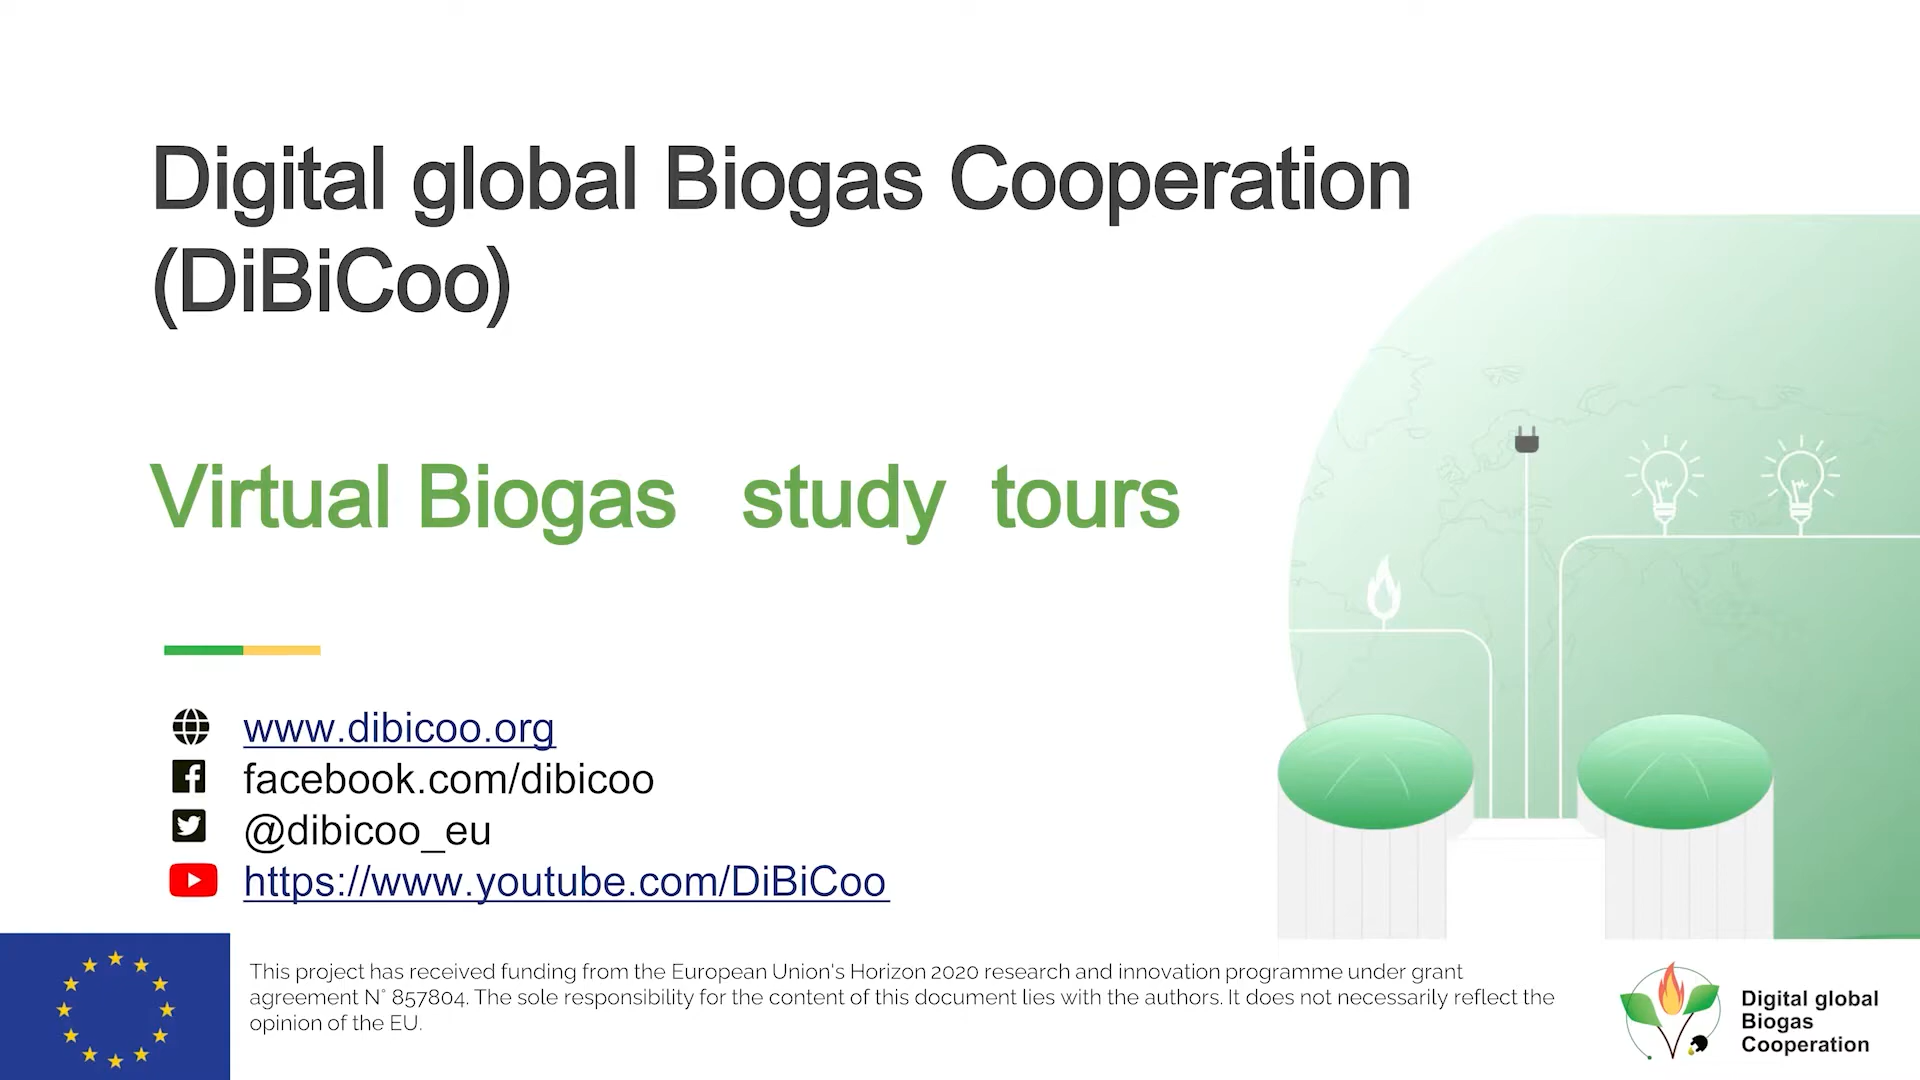 Digital global Biogas Cooperation
(DiBiCoo)
Virtual Biogas study tours
www.dibicoo.org
facebook.com/dibicoo
@dibicoo_eu
https://www.youtube.com/DiBiCoo
This project has received funding from the European Union's Horizon 2020 research and innovation programme under grant
agreement N° 857804. The sole responsibility for the content of this document lies with the authors. It does not necessarily reflect the
opinion of the EU.
Digital global
Biogas
Cooperation